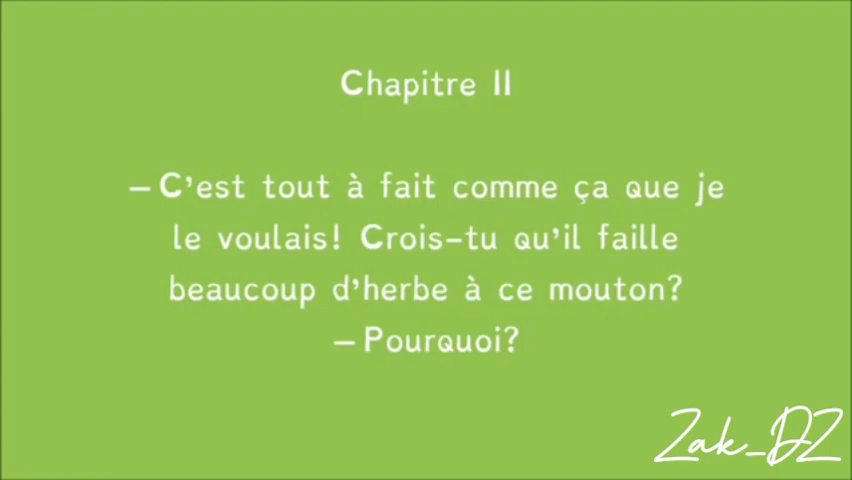 Chapitre II
– C'est tout à fait comme ça que je
le voulais! Crois-tu qu'il faille
beaucoup d'herbe à ce mouton?
– Pourquoi?
Zak_DZ